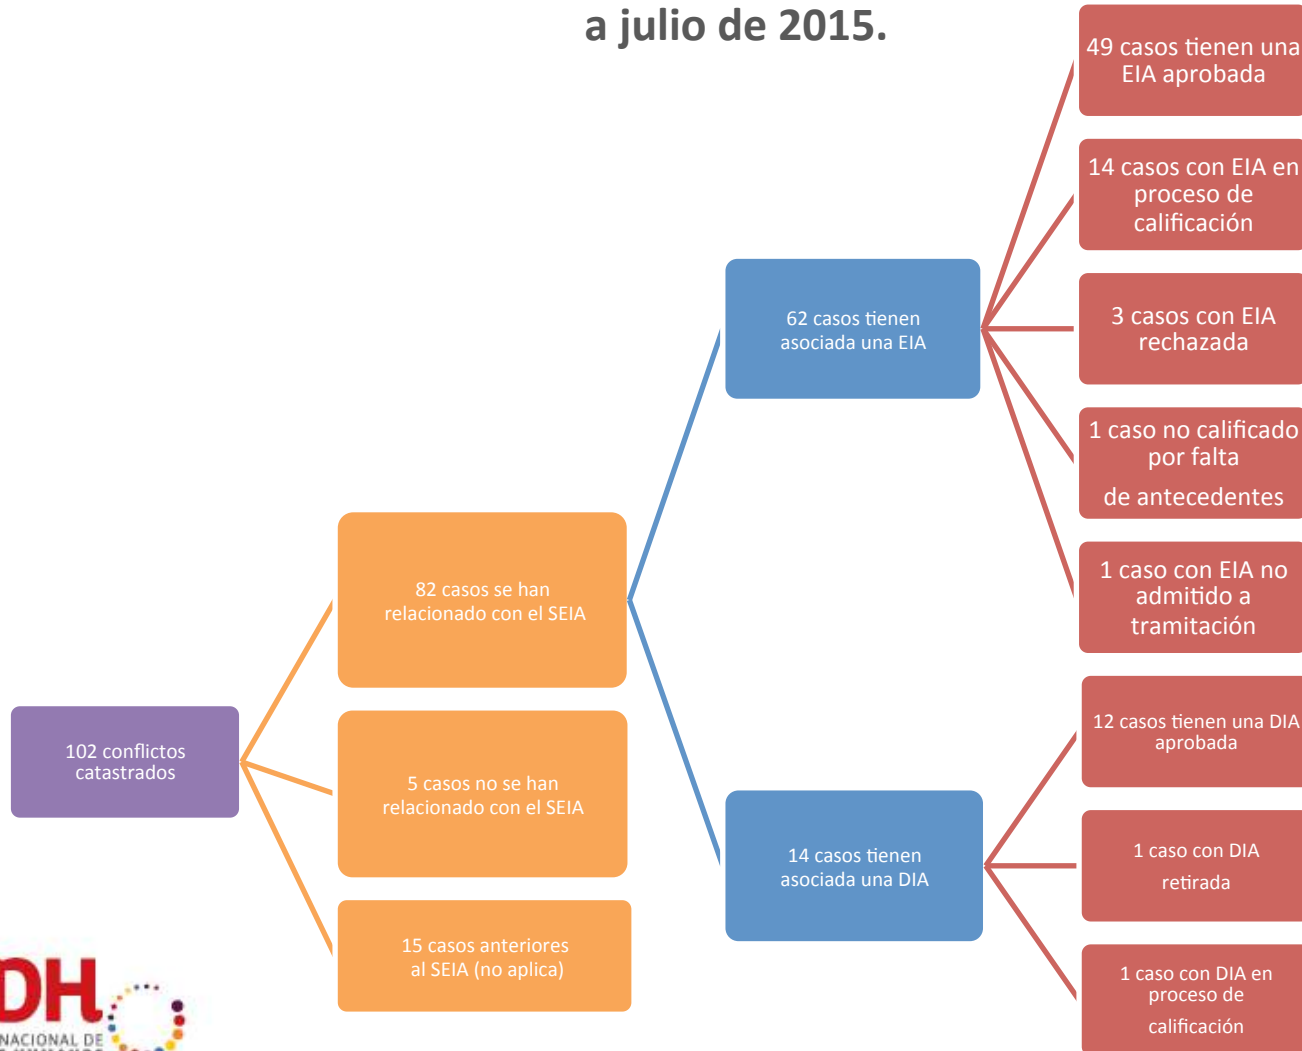 a julio de 2015.
102 conflictos
catastrados
82 casos se han
relacionado con el SEIA
5 casos no se han
relacionado con el SEIA
15 casos anteriores
al SEIA (no aplica)
62 casos tienen
asociada una EIA
14 casos tienen
asociada una DIA
49 casos tienen una
EIA aprobada
14 casos con EIA en
proceso de
calificación
3 casos con EIA
rechazada
1 caso no calificado
por falta
de antecedentes
1 caso con EIA no
admitido a
tramitación
12 casos tienen una DIA
aprobada
1 caso con DIA
retirada
1 caso con DIA en
proceso de
calificación
DH
NACIONAL DE